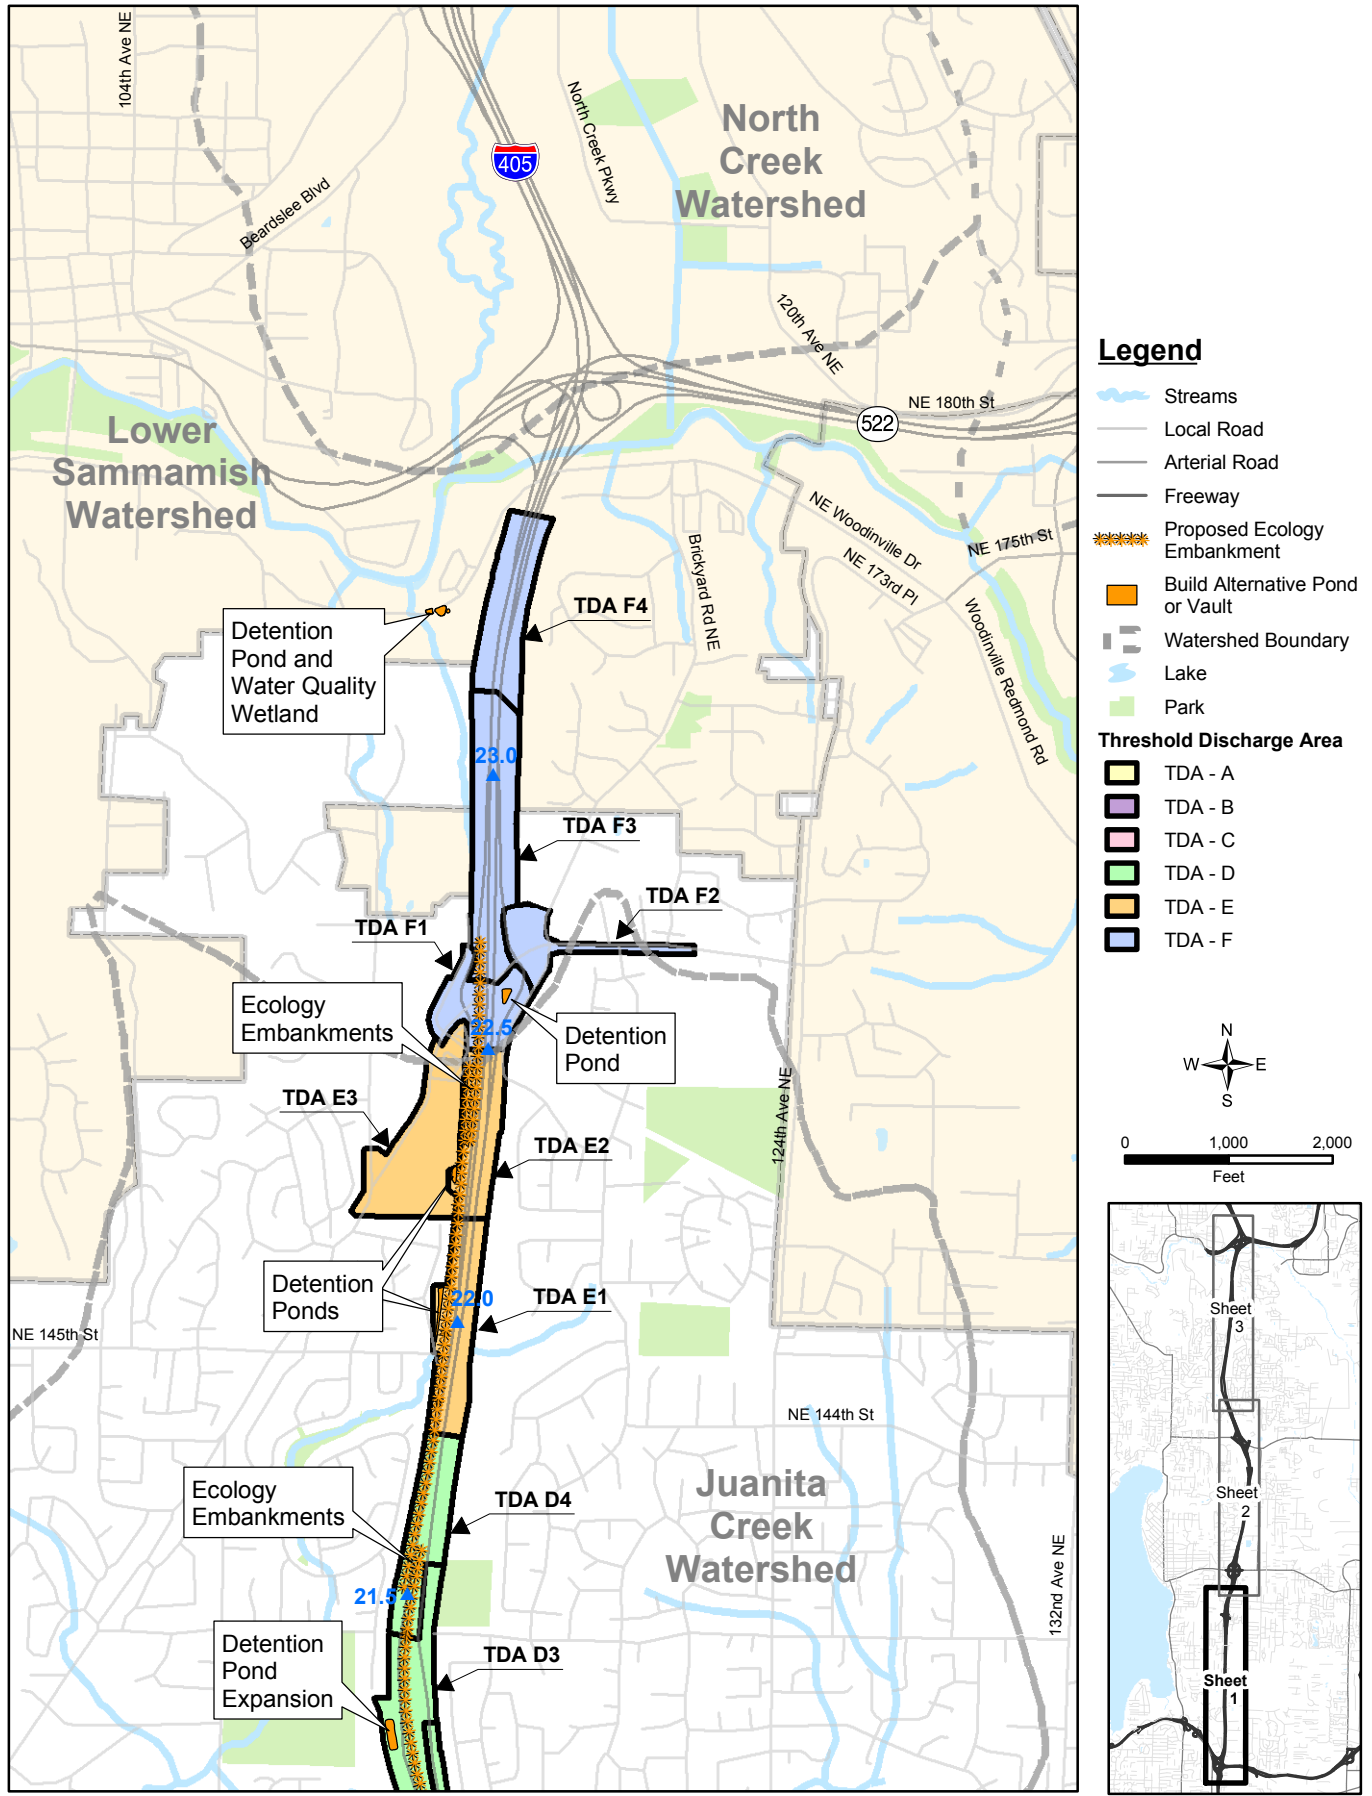 104th Ave NE
North Creek Pkwy
North
Creek
Watershed
405
Beardslee Blvd
120th Ave NE
NE 180th St
522
Lower
Sammamish
Watershed
NE Woodinville Dr
NE 175th St
NE 173rd Pl
Brickyard Rd NE
Woodinville Redmond Rd
TDA F4
Detention
Pond and
Water Quality
Wetland
23.0
TDA F3
TDA F2
TDA F1
Ecology
Embankments
22.5
Detention
Pond
TDA E3
124th Ave NE
TDA E2
Detention
Ponds
22.0
TDA E1
NE 145th St
NE 144th St
Juanita
Creek
Watershed
Ecology
Embankments
TDA D4
21.5
132nd Ave NE
Detention
Pond
Expansion
TDA D3
Legend
Streams
Local Road
Arterial Road
Freeway
Proposed Ecology
Embankment
Build Alternative Pond
or Vault
Watershed Boundary
Lake
Park
Threshold Discharge Area
TDA - A
TDA - B
TDA - C
TDA - D
TDA - E
TDA - F
N
W E
S
0 1,000 2,000
Feet
Sheet
3
Sheet
2
Sheet
1